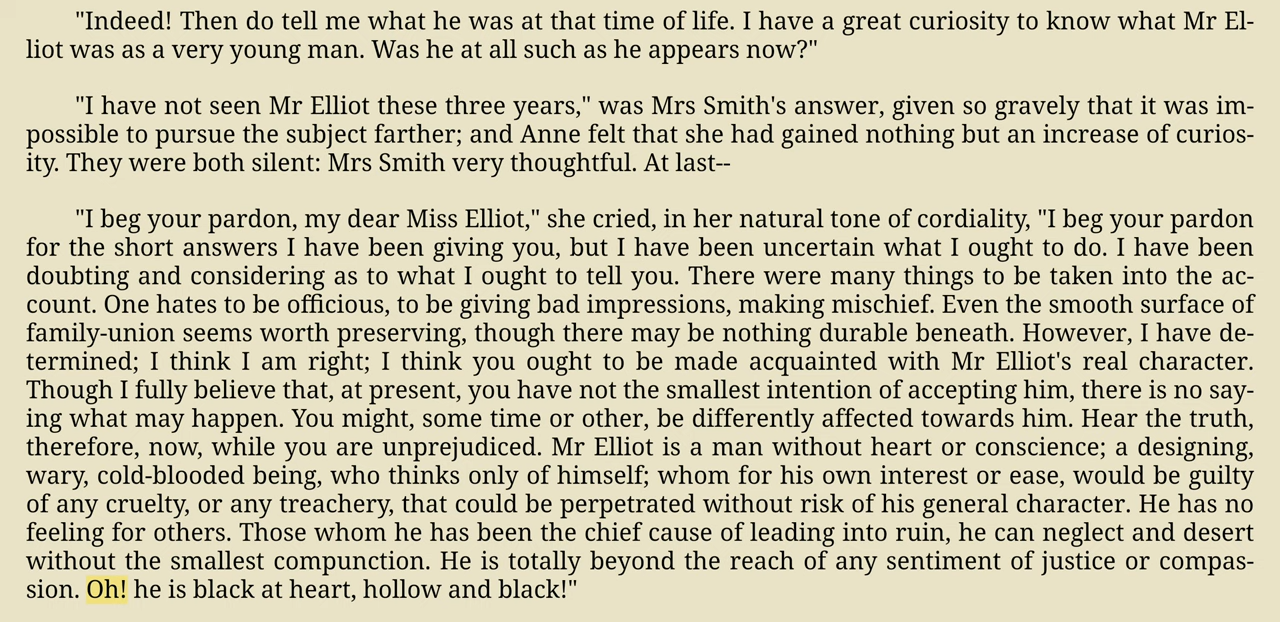 "Indeed! Then do tell me what he was at that time of life. I have a great curiosity to know what Mr El-
liot was as a very young man. Was he at all such as he appears now?"
"I have not seen Mr Elliot these three years," was Mrs Smith's answer, given so gravely that it was im-
possible to pursue the subject farther; and Anne felt that she had gained nothing but an increase of curios-
ity. They were both silent: Mrs Smith very thoughtful. At last--
"I beg your pardon, my dear Miss Elliot," she cried, in her natural tone of cordiality, "I beg your pardon
for the short answers I have been giving you, but I have been uncertain what I ought to do. I have been
doubting and considering as to what I ought to tell you. There were many things to be taken into the ac-
count. One hates to be officious, to be giving bad impressions, making mischief. Even the smooth surface of
family-union seems worth preserving, though there may be nothing durable beneath. However, I have de-
termined; I think I am right; I think you ought to be made acquainted with Mr Elliot's real character.
Though I fully believe that, at present, you have not the smallest intention of accepting him, there is no say-
ing what may happen. You might, some time or other, be differently affected towards him. Hear the truth,
therefore, now, while you are unprejudiced. Mr Elliot is a man without heart or conscience; a designing,
wary, cold-blooded being, who thinks only of himself; whom for his own interest or ease, would be guilty
of any cruelty, or any treachery, that could be perpetrated without risk of his general character. He has no
feeling for others. Those whom he has been the chief cause of leading into ruin, he can neglect and desert
without the smallest compunction. He is totally beyond the reach of any sentiment of justice or compas-
sion. Oh! he is black at heart, hollow and black!"